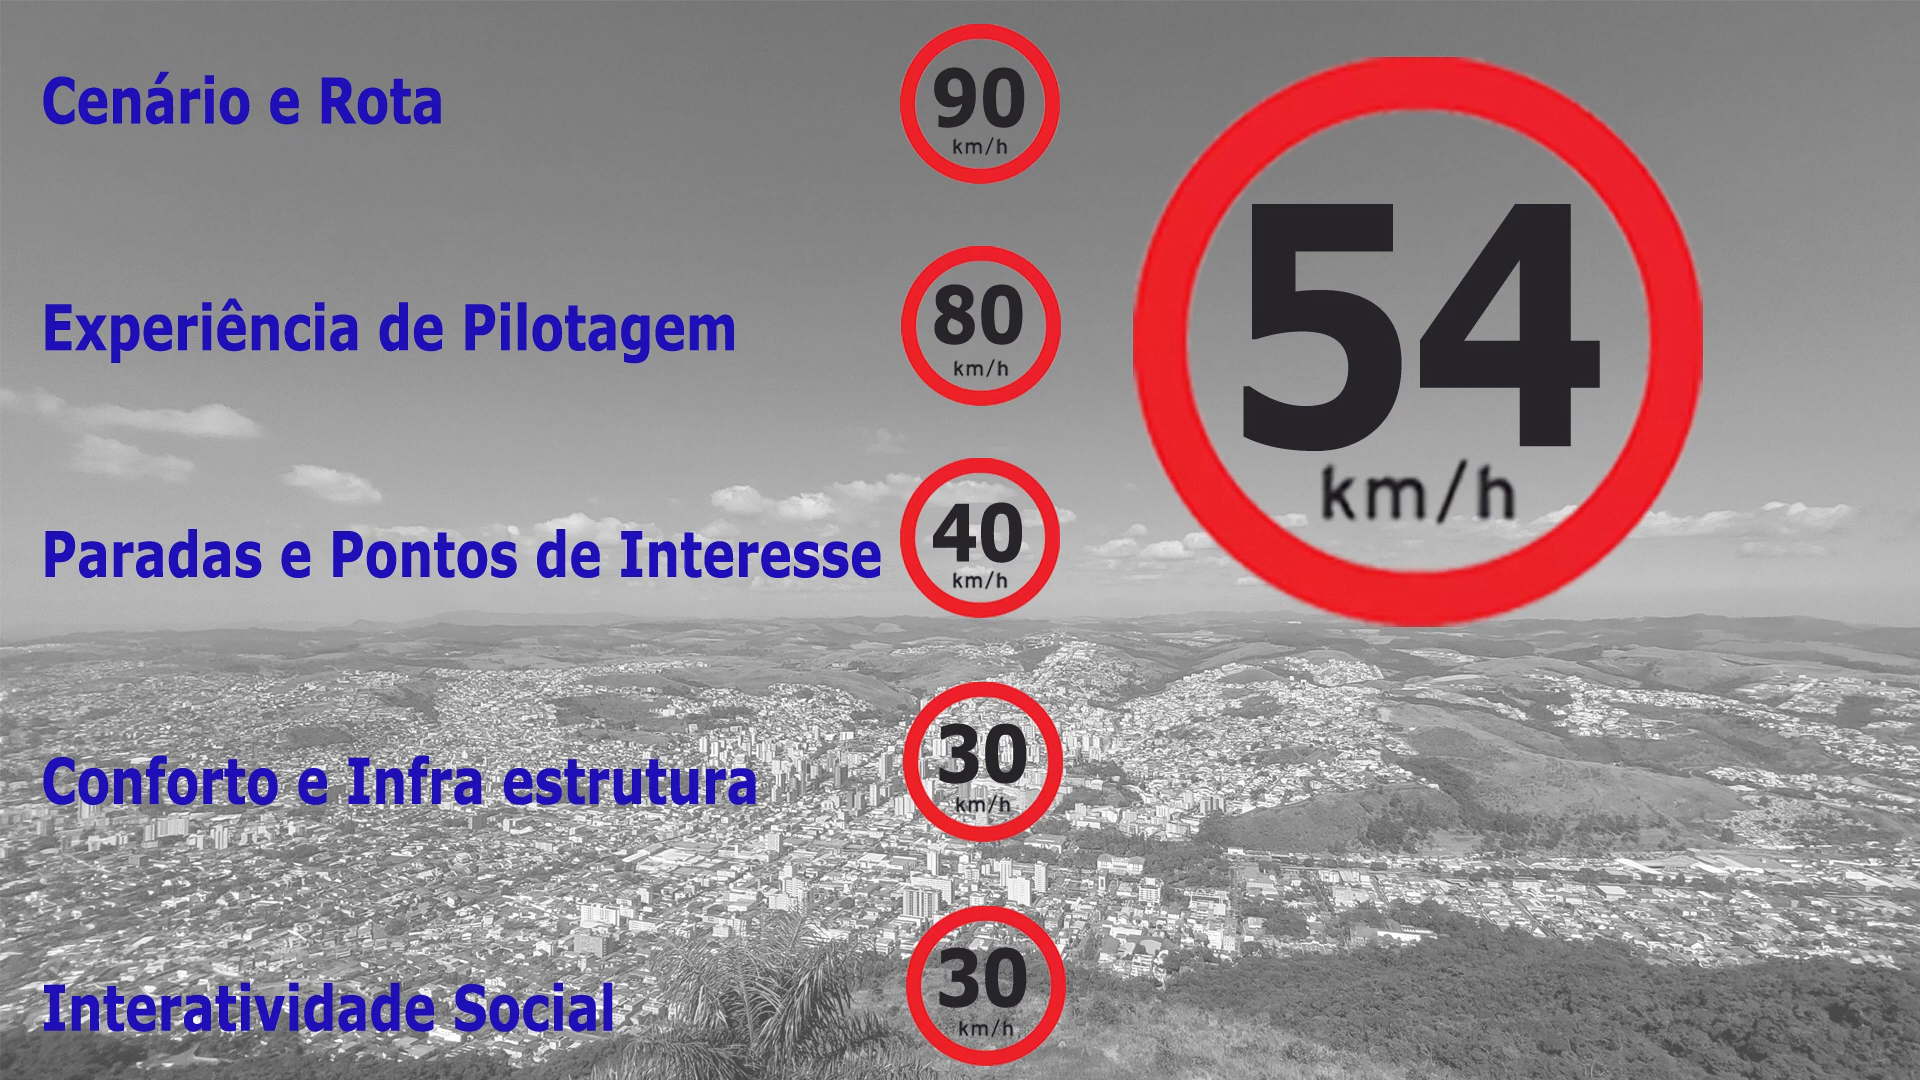 Cenário e Rota
90
km/h
Experiência de Pilotagem
80
km/h
Paradas e Pontos de Interesse
40
km/h
Conforto e Infra estrutura
30
km/h
Interatividade Social
30
km/h
54
km/h